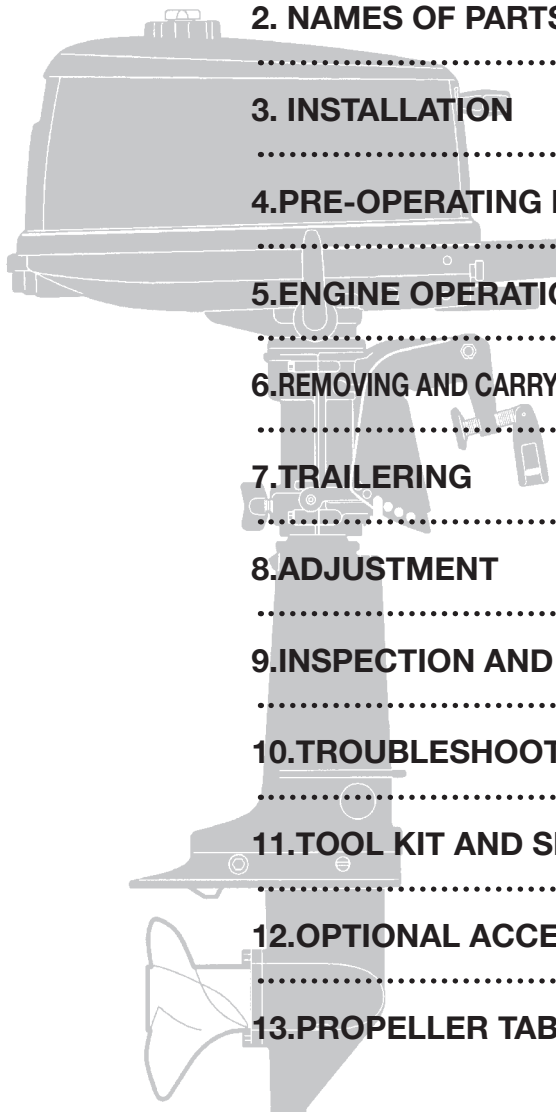 2. NAMES OF PARTS
3. INSTALLATION
4.PRE-OPERATING
5.ENGINE OPERATIO
6.REMOVING AND CARRY
7.TRAILERING
8.ADJUSTMENT
9.INSPECTION AND
10.TROUBLESHOOT
11.TOOL KIT AND
12.OPTIONAL ACCE
13.PROPELLER TAB